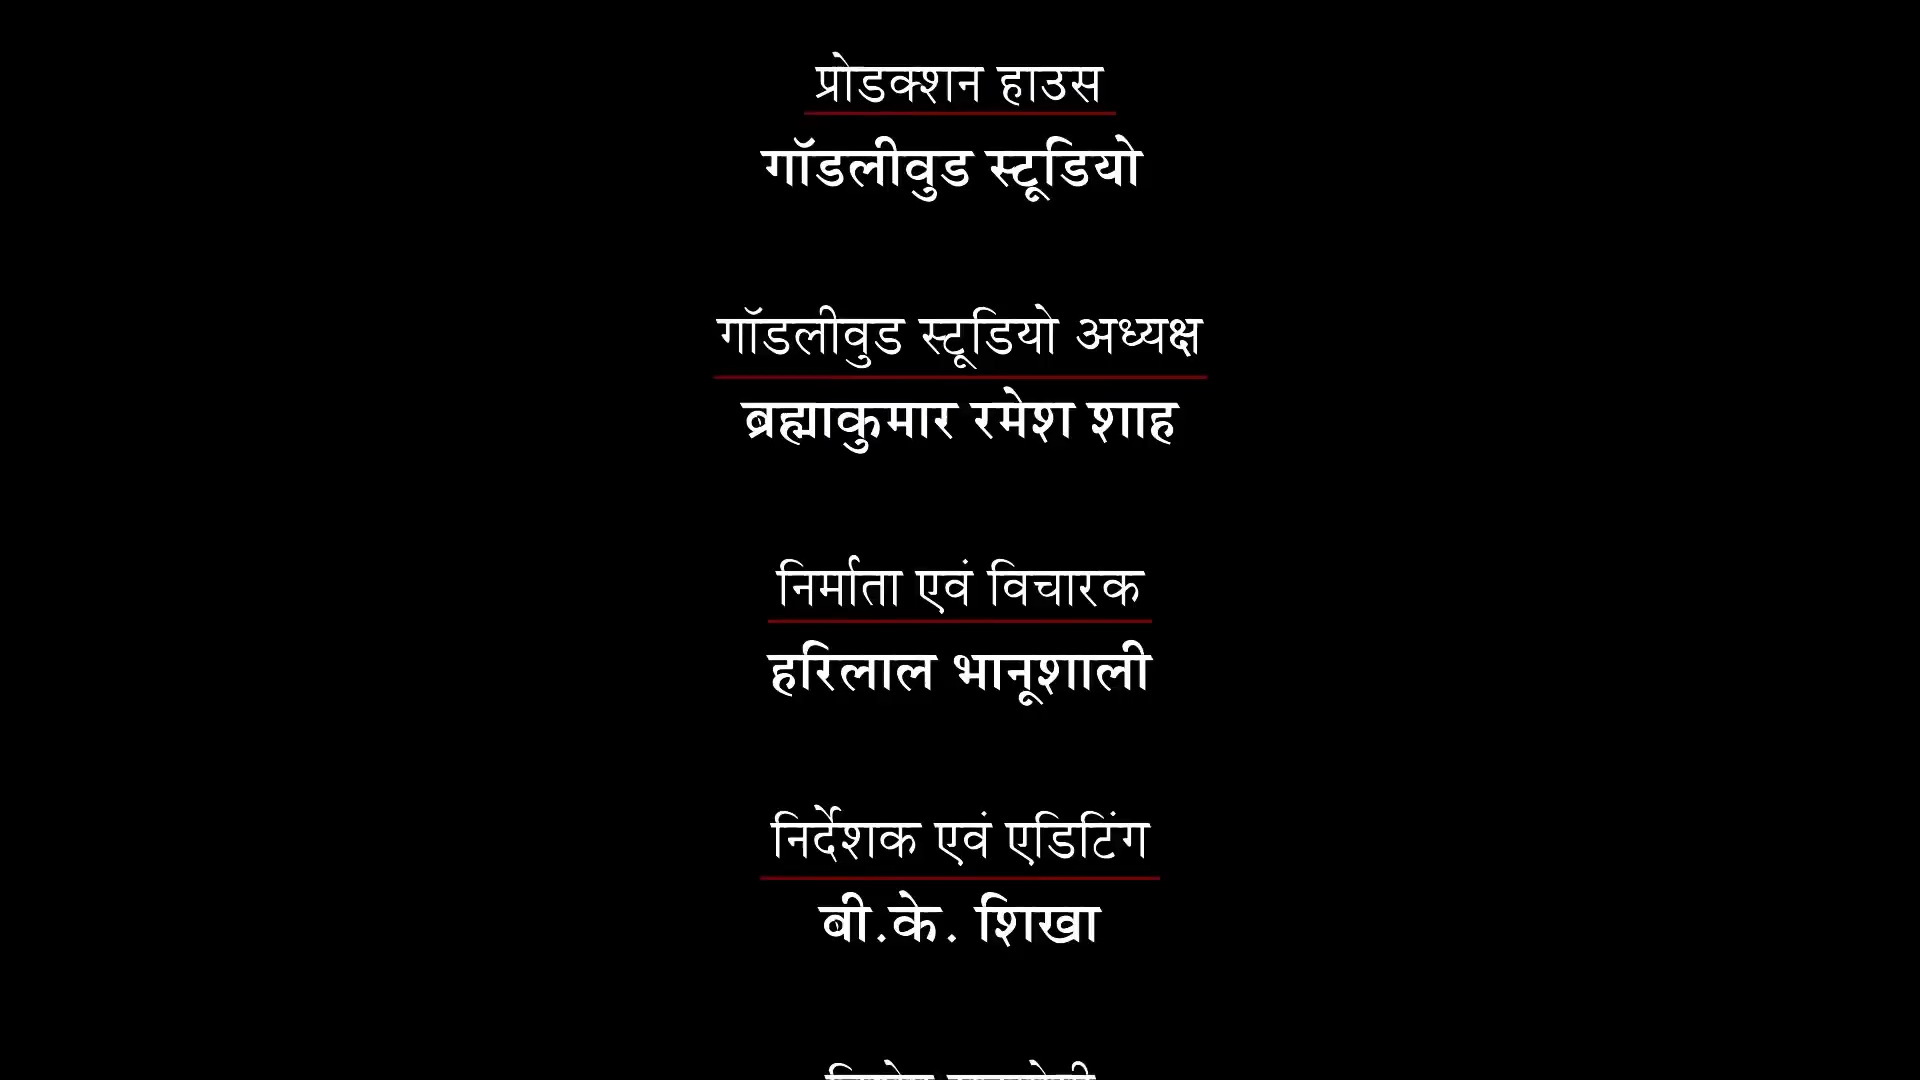 प्रोडक्शन हाउस
गॉडलीवुड स्टूडियो
गॉडलीवुड स्टूडियो अध्यक्ष
ब्रह्माकुमार रमेश शाह
निर्माता एवं विचारक
हरिलाल भानूशाली
निर्देशक एवं एडिटिंग
बी.के. शिखा